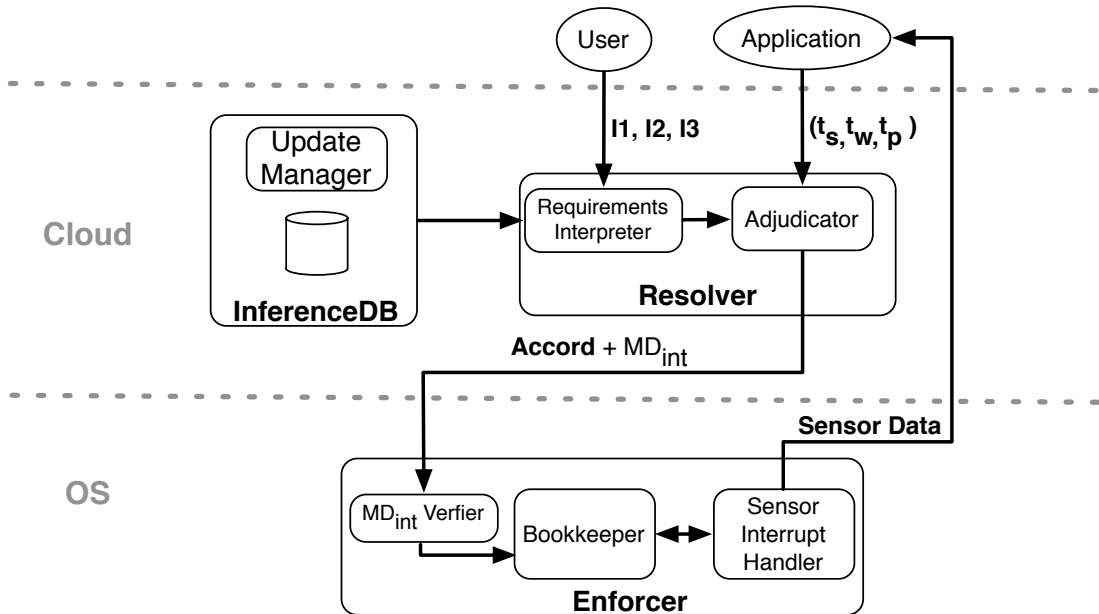 User
Application
I1, I2, I3
(ts,tw,tp )
Update
Manager
Requirements
Interpreter
Adjudicator
Cloud
InferenceDB
Resolver
Accord + MDint
Sensor Data
OS
MDint Verfier
Bookkeeper
Sensor
Interrupt
Handler
Enforcer